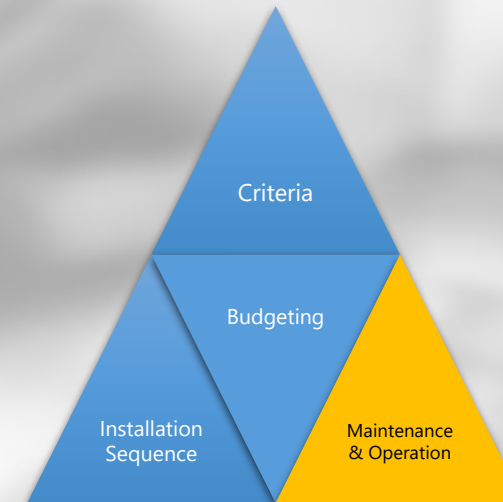 Criteria
Budgeting
Installation
Sequence
Maintenance
& Operation